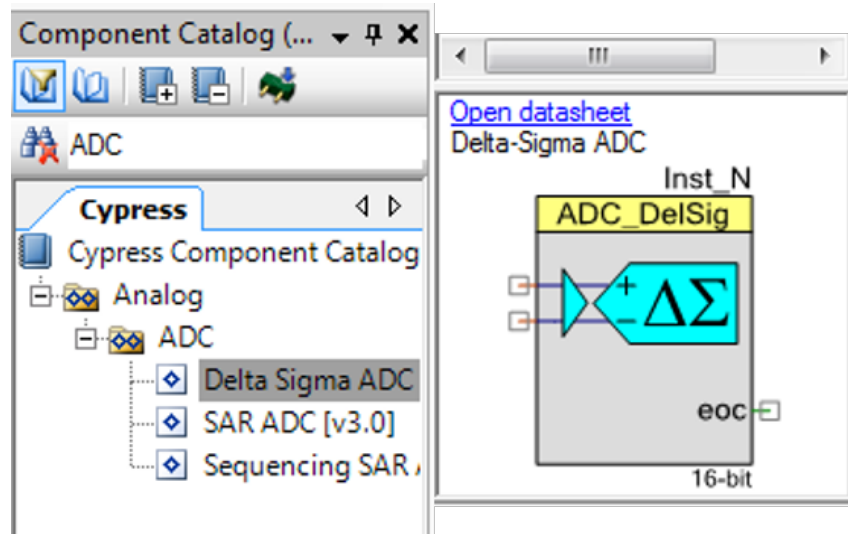 Component Catalog (...
ADC
Cypress
Cypress Component Catalog
Analog
ADC
Delta Sigma ADC
SAR ADC [v3.0]
Sequencing SAR
Open datasheet
Delta-Sigma ADC
Inst_N
ADC_DelSig
+
ΔΣ
−
eoc
16-bit